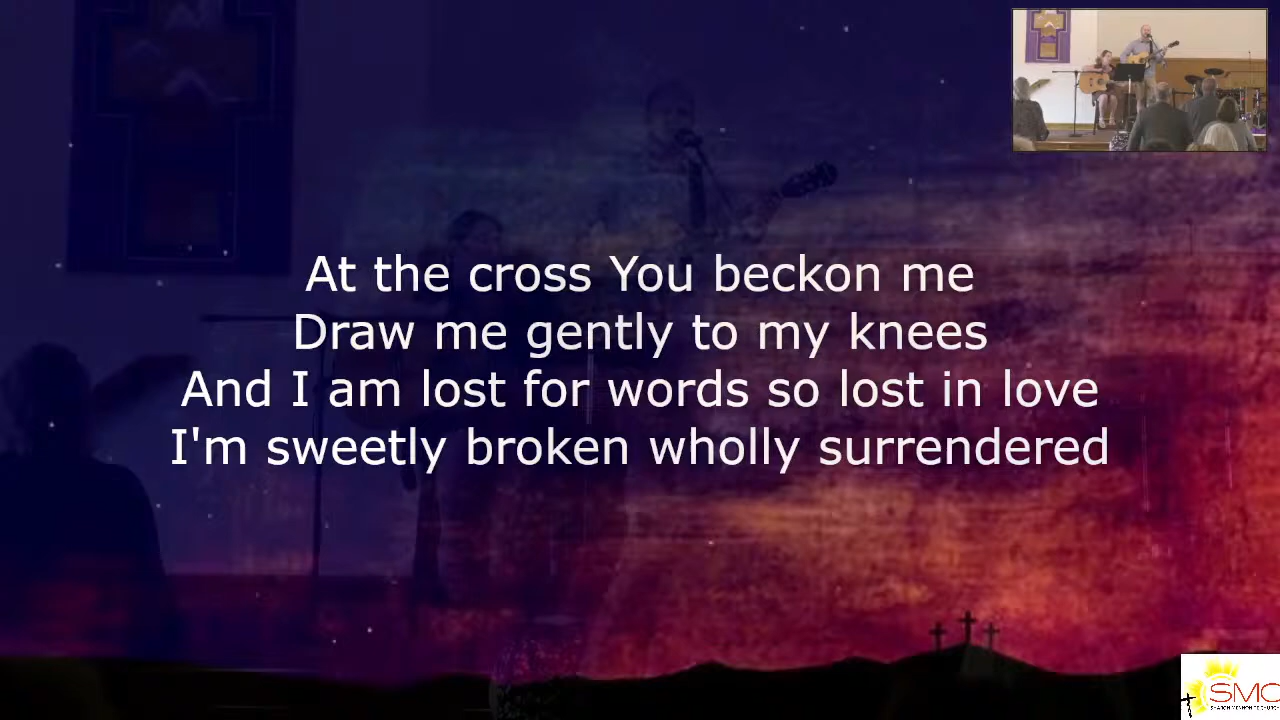 At the cross You beckon me
Draw me gently to my knees
And I am lost for words so lost in love
I'm sweetly broken wholly surrendered
SMC